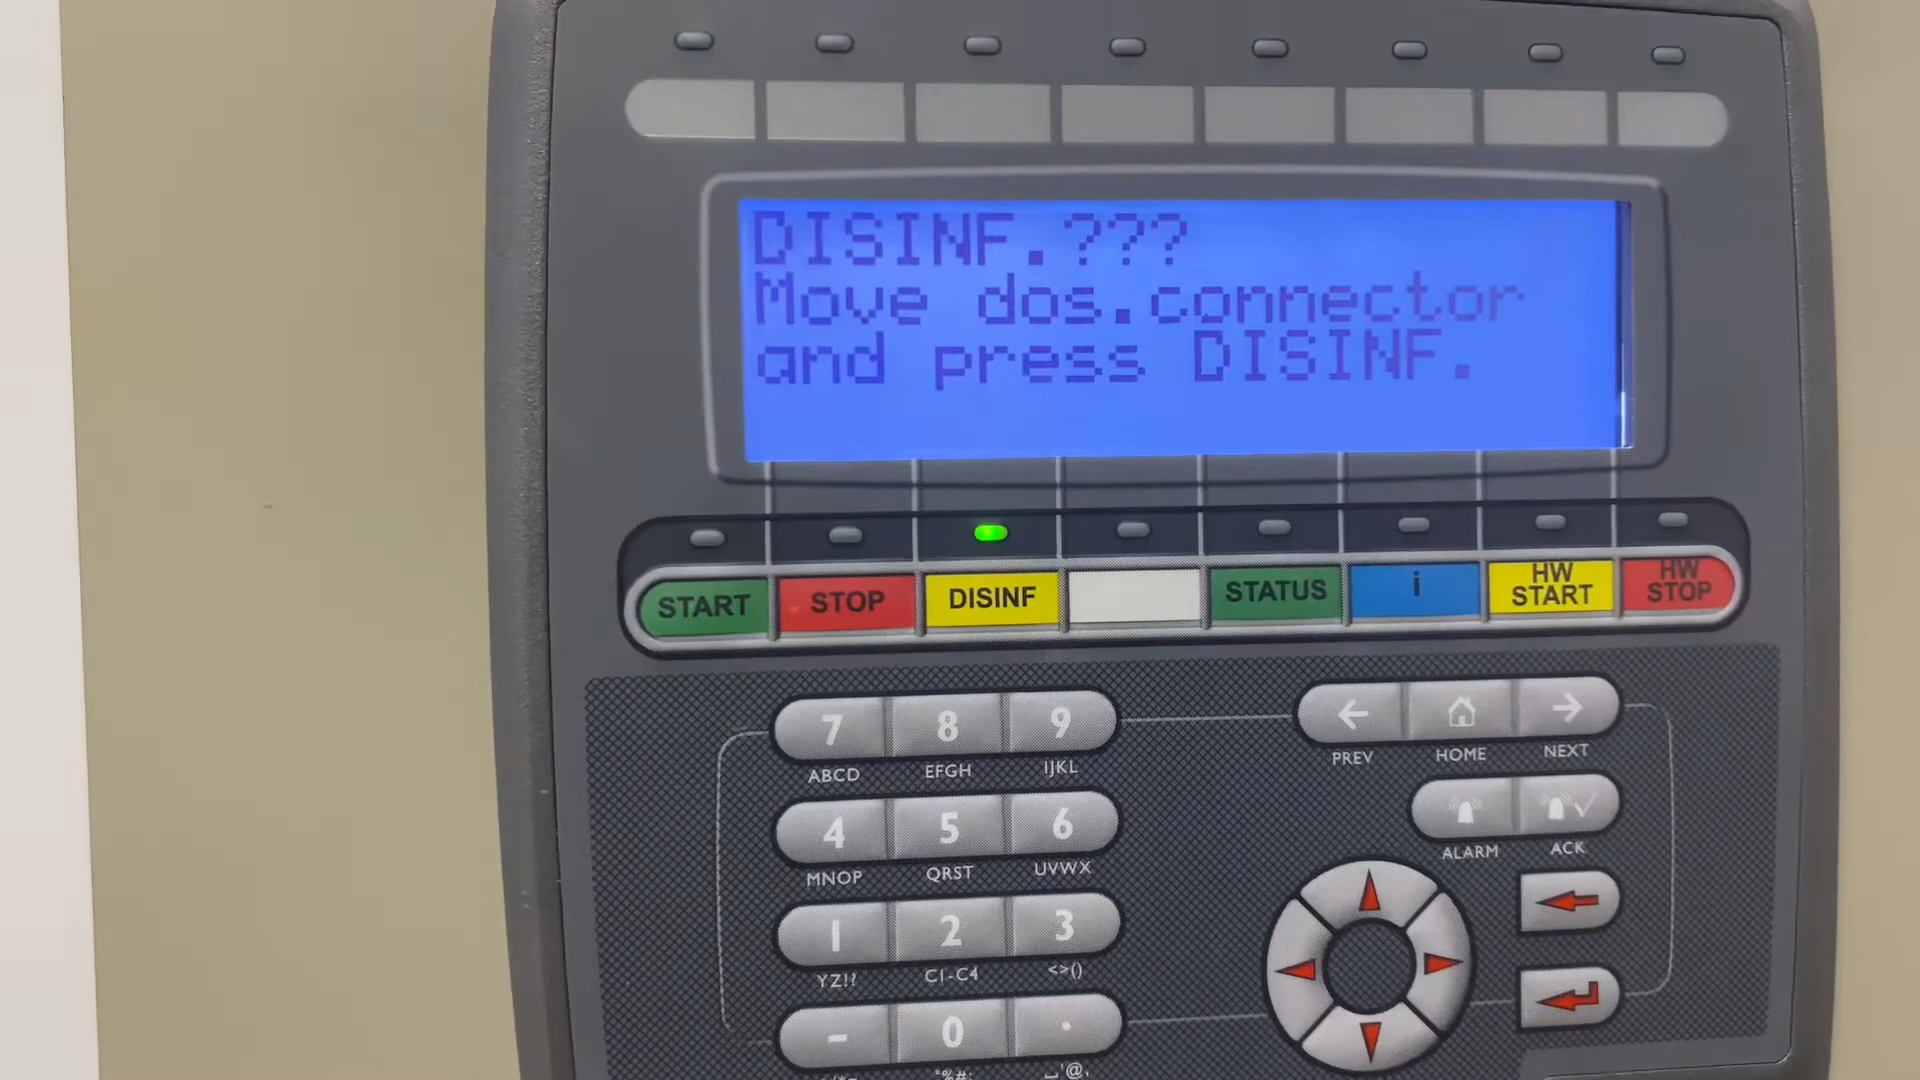 DISINF.???
Move dos.connector
and press DISINF.
START STOP DISINF STATUS i HW START HW STOP
7 8 9
ABCD EFGH IJKL
PREV HOME NEXT
4 5 6
MNOP QRST UVWX
ALARM ACK
1 2 3
YZ!? C1-C4 <>()
- 0 .